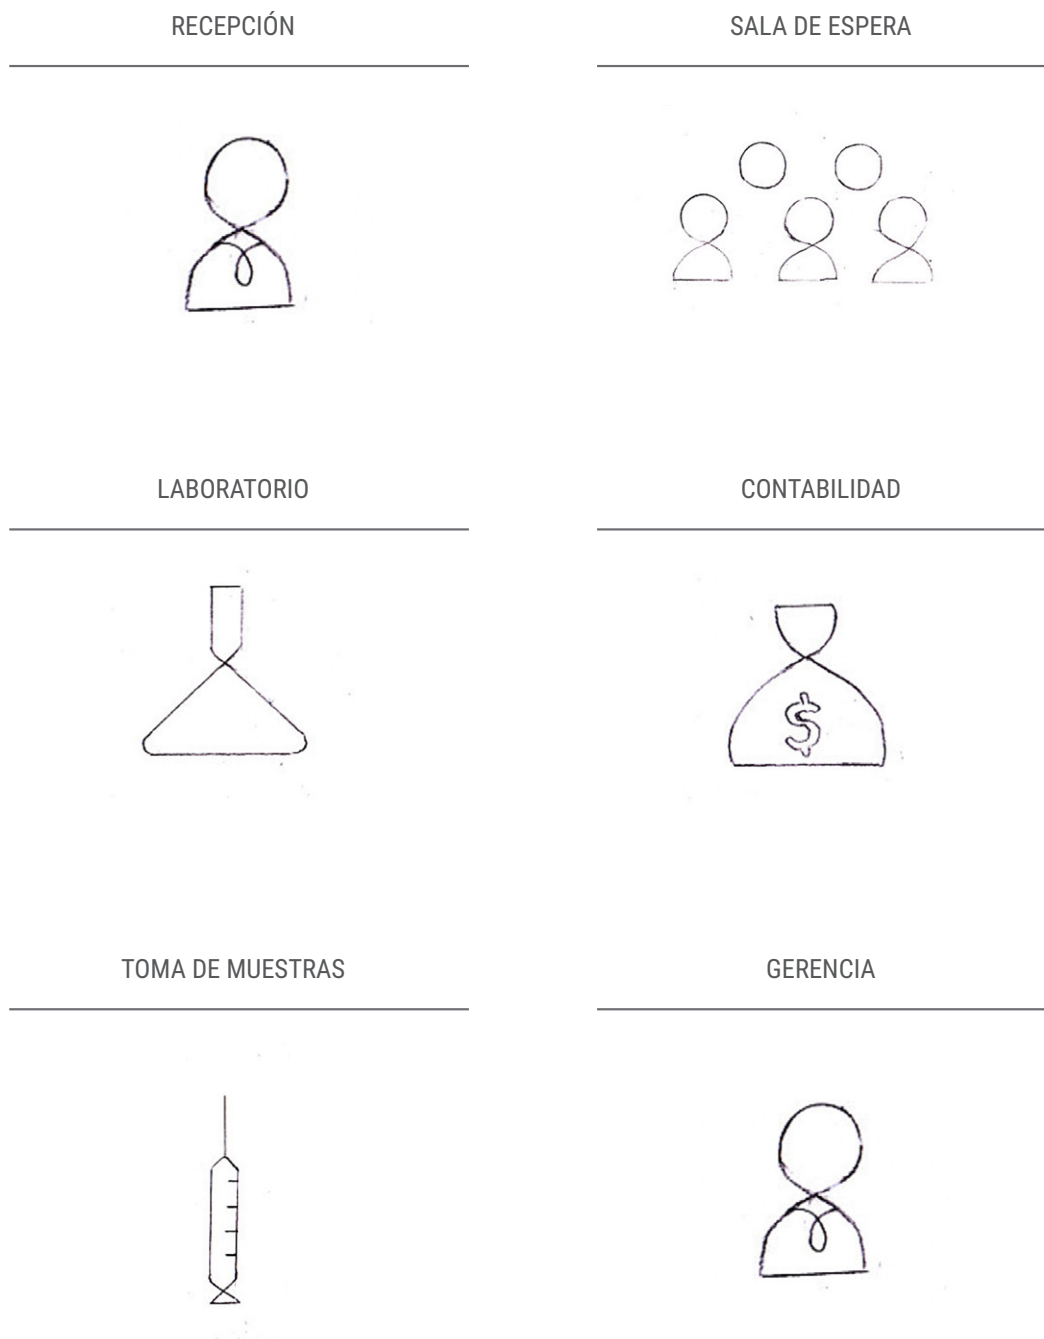 RECEPCIÓN
SALA DE ESPERA
LABORATORIO
CONTABILIDAD
$
TOMA DE MUESTRAS
GERENCIA